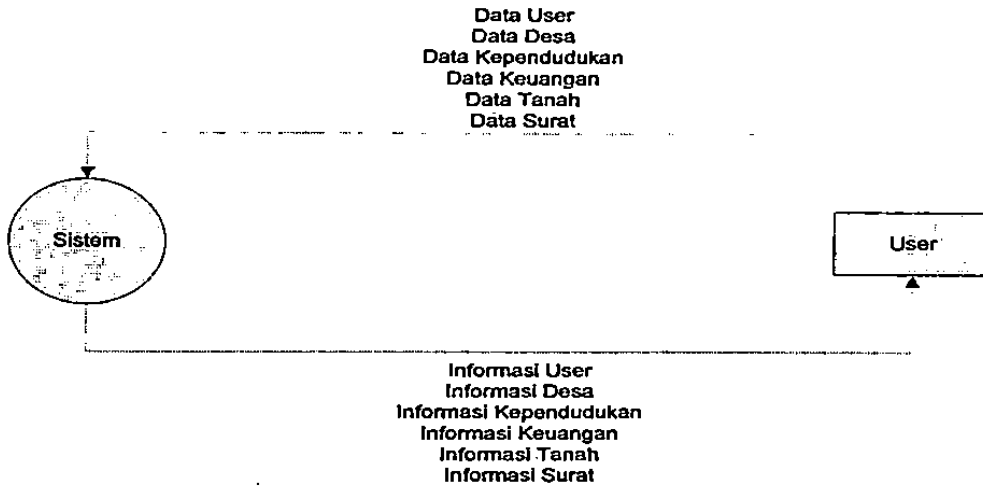 Data User
Data Desa
Data Kependudukan
Data Keuangan
Data Tanah
Data Surat
Sistem
User
Informasi User
Informasi Desa
Informasi Kependudukan
Informasi Keuangan
Informasi Tanah
Informasi Surat